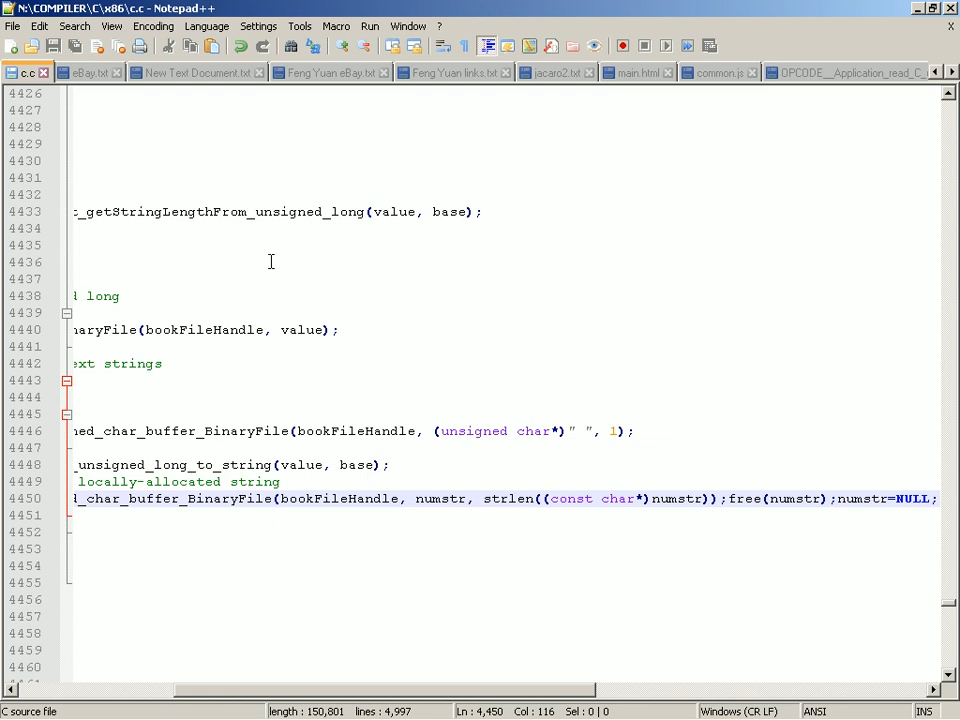 N:\COMPILER\C\x86\c.c - Notepad++
File Edit Search View Encoding Language Settings Tools Macro Run Window ? X
c.c eBay.txt New Text Document.txt Feng Yuan eBay.txt Feng Yuan links.txt jacaro2.txt main.html common.js OPCODE__Application_read_C_
4426
4427
4428
4429
4430
4431
4432
4433 t_getStringLengthFrom_unsigned_long(value, base);
4434
4435
4436
4437
4438 d long
4439
4440 naryFile(bookFileHandle, value);
4441
4442 ext strings
4443
4444
4445
4446 ned_char_buffer_BinaryFile(bookFileHandle, (unsigned char*)" ", 1);
4447
4448 _unsigned_long_to_string(value, base);
4449 locally-allocated string
4450 d_char_buffer_BinaryFile(bookFileHandle, numstr, strlen((const char*)numstr));free(numstr);numstr=NULL;
4451
4452
4453
4454
4455
4456
4457
4458
4459
4460
C source file length : 150,801 lines : 4,997 Ln : 4,450 Col : 116 Sel : 0 | 0 Windows (CR LF) ANSI INS